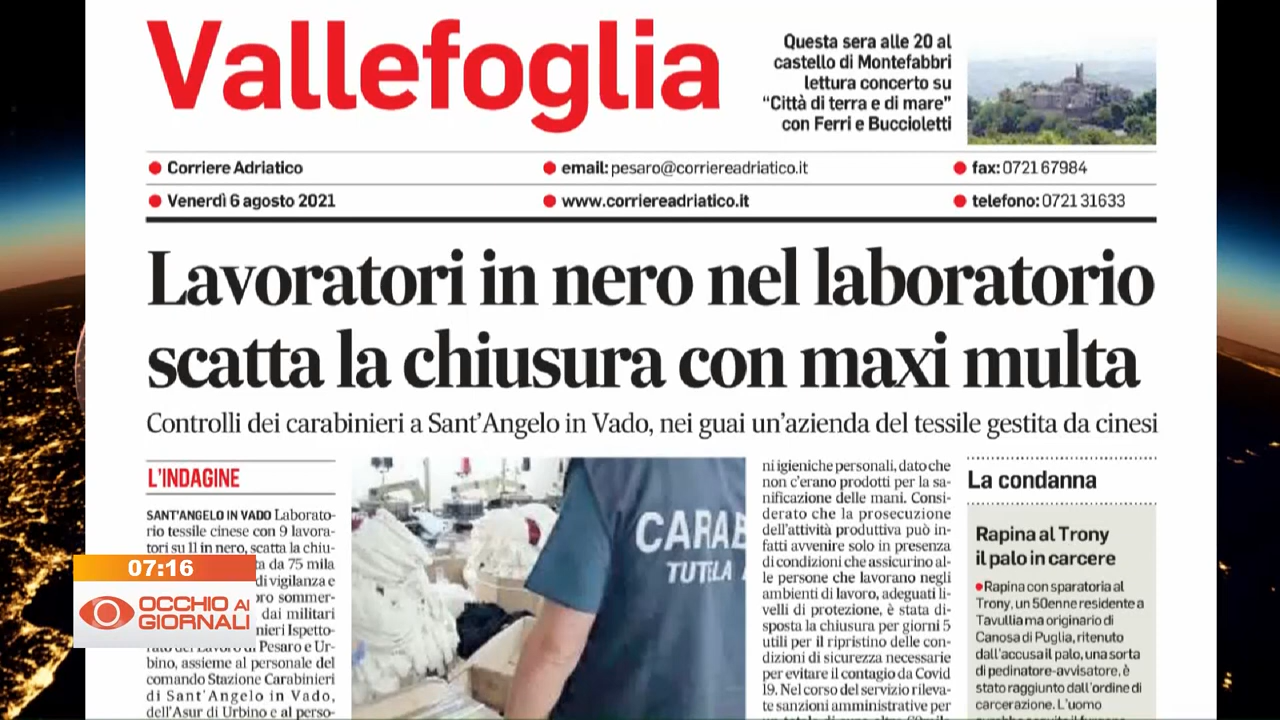 Vallefoglia
Questa sera alle 20 al
castello di Montefabbri
lettura concerto su
“Città di terra e di mare”
con Ferri e Buccioletti
Corriere Adriatico
email: pesaro@corriereadriatico.it
fax: 0721 67984
Venerdì 6 agosto 2021
www.corriereadriatico.it
telefono: 0721 31633
Lavoratori in nero nel laboratorio
scatta la chiusura con maxi multa
Controlli dei carabinieri a Sant’Angelo in Vado, nei guai un’azienda del tessile gestita da cinesi
L’INDAGINE
SANT’ANGELO IN VADO Laborato-
rio tessile cinese con 9 lavora-
tori su 11 in nero, scatta la chiu-
da 75 mila
di vigilanza e
sommer-
dai militari
Ispetto-
Pesaro e Ur-
bino, assieme al personale del
comando Stazione Carabinieri
di Sant’Angelo in Vado,
dell’Asur di Urbino e al perso-
CARAB
TUTELA
ni igieniche personali, dato che
non c’erano prodotti per la sa-
nificazione delle mani. Consi-
derato che la prosecuzione
dell’attività produttiva può in-
fatti avvenire solo in presenza
di condizioni che assicurino al-
le persone che lavorano negli
ambienti di lavoro, adeguati li-
velli di protezione, è stata di-
sposta la chiusura per giorni 5
utili per il ripristino delle con-
dizioni di sicurezza necessarie
per evitare il contagio da Covid
19. Nel corso del servizio rileva-
te sanzioni amministrative per
La condanna
Rapina al Trony
il palo in carcere
Rapina con sparatoria al
Trony, un 50enne residente a
Tavullia ma originario di
Canosa di Puglia, ritenuto
dall’accusa il palo, una sorta
di pedinatore-avvisatore, è
stato raggiunto dall’ordine di
carcerazione. L’uomo
07:16
OCCHIO AI
GIORNALI